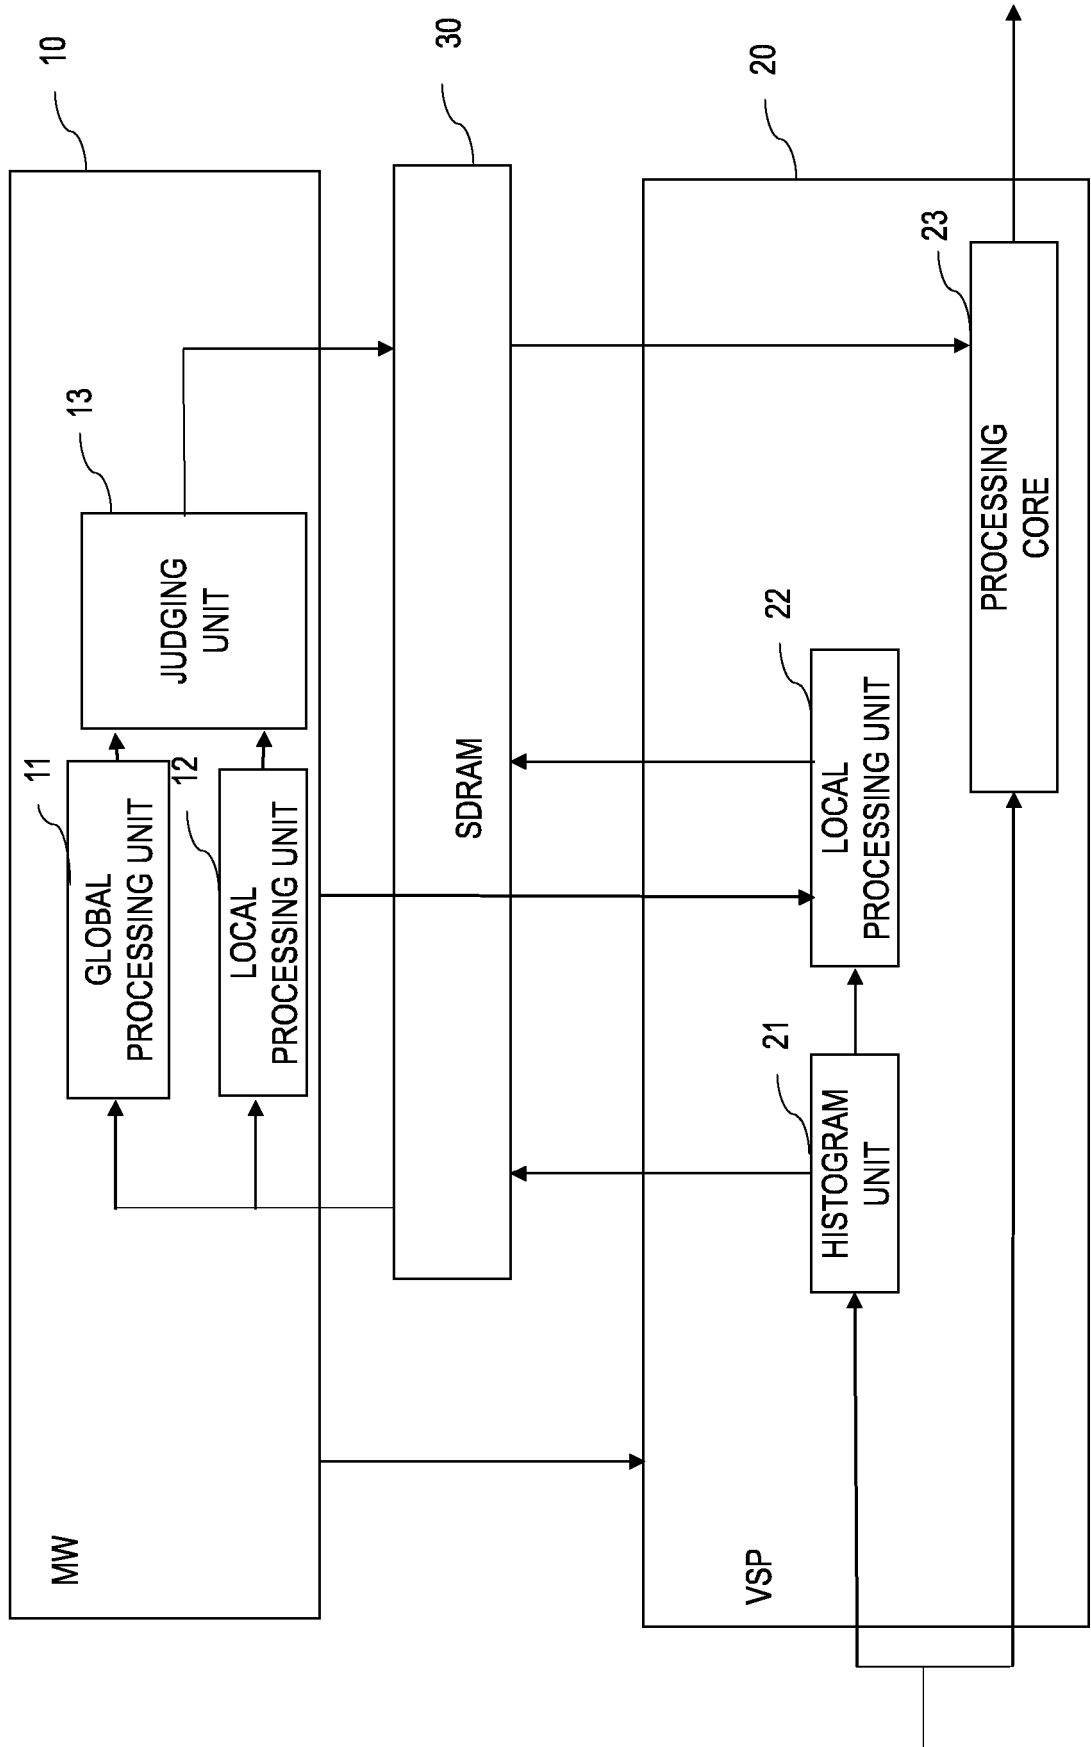 10
MW
11
GLOBAL
PROCESSING UNIT
12
LOCAL
PROCESSING UNIT
13
JUDGING
UNIT
30
SDRAM
20
VSP
21
HISTOGRAM
UNIT
22
LOCAL
PROCESSING UNIT
23
PROCESSING
CORE